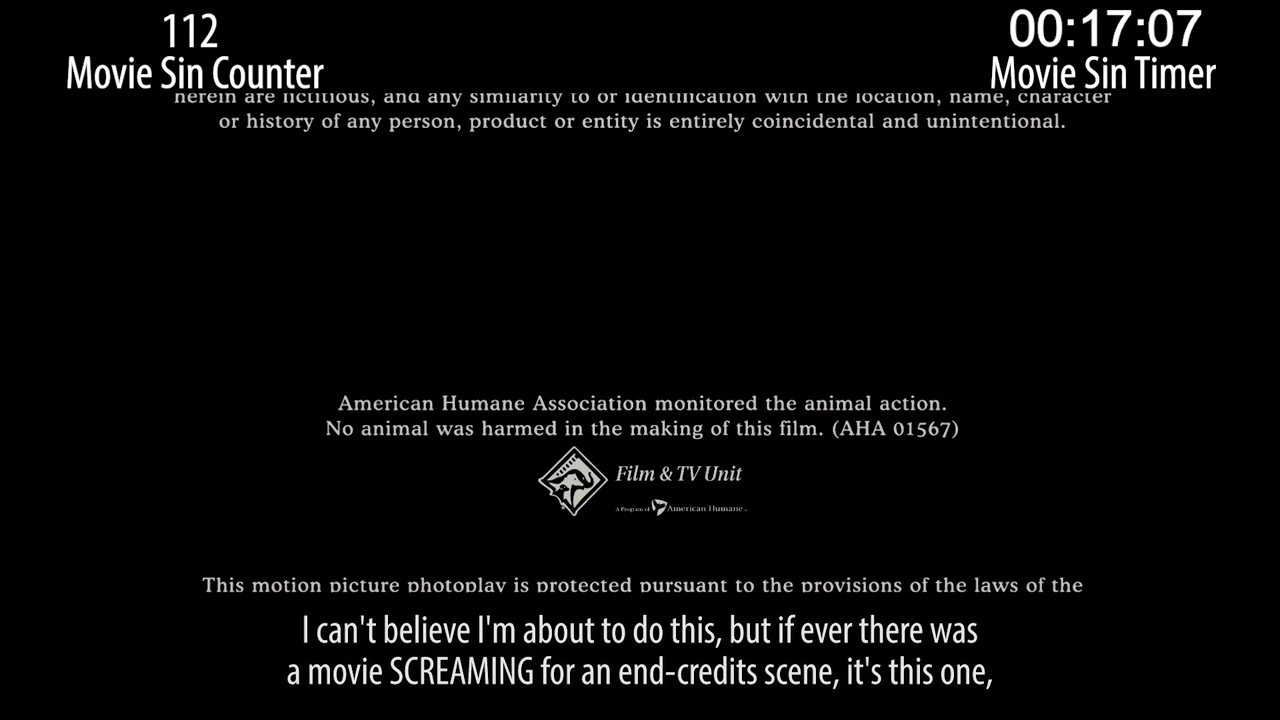 112
Movie Sin Counter
00:17:07
Movie Sin Timer
herein are fictitious, and any similarity to or identification with the location, name, character
or history of any person, product or entity is entirely coincidental and unintentional.
American Humane Association monitored the animal action.
No animal was harmed in the making of this film. (AHA 01567)
Film & TV Unit
A Program of American Humane
This motion picture photoplay is protected pursuant to the provisions of the laws of the
I can't believe I'm about to do this, but if ever there was
a movie SCREAMING for an end-credits scene, it's this one,